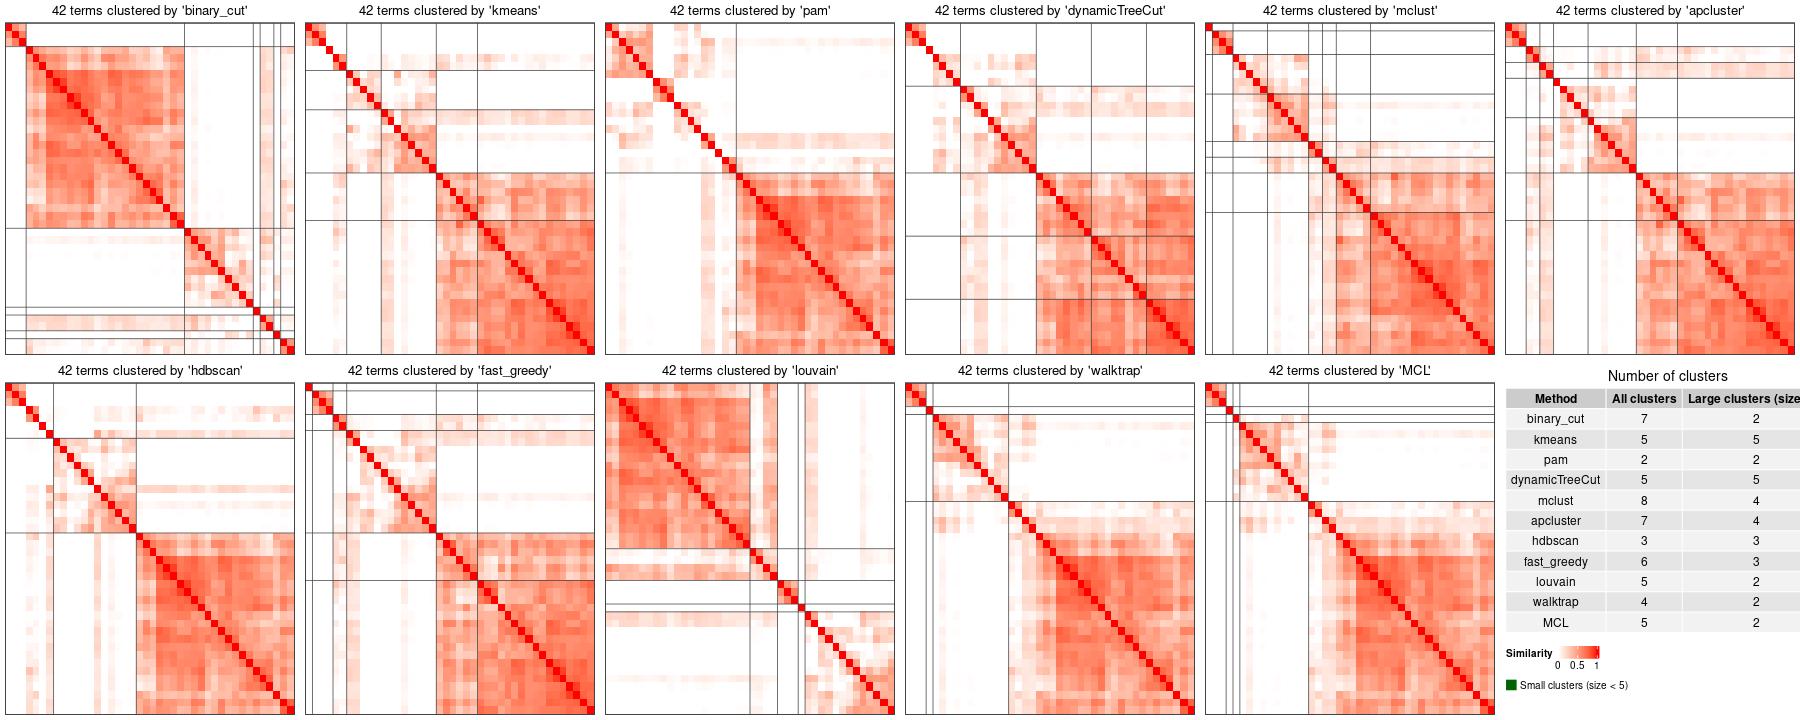 42 terms clustered by 'binary_cut'
42 terms clustered by 'kmeans'
42 terms clustered by 'pam'
42 terms clustered by 'dynamicTreeCut'
42 terms clustered by 'mclust'
42 terms clustered by 'apcluster'
42 terms clustered by 'hdbscan'
42 terms clustered by 'fast_greedy'
42 terms clustered by 'louvain'
42 terms clustered by 'walktrap'
42 terms clustered by 'MCL'
Number of clusters
Method All clusters Large clusters (size
binary_cut 7 2
kmeans 5 5
pam 2 2
dynamicTreeCut 5 5
mclust 8 4
apcluster 7 4
hdbscan 3 3
fast_greedy 6 3
louvain 5 2
walktrap 4 2
MCL 5 2
Similarity
0 0.5 1
Small clusters (size < 5)